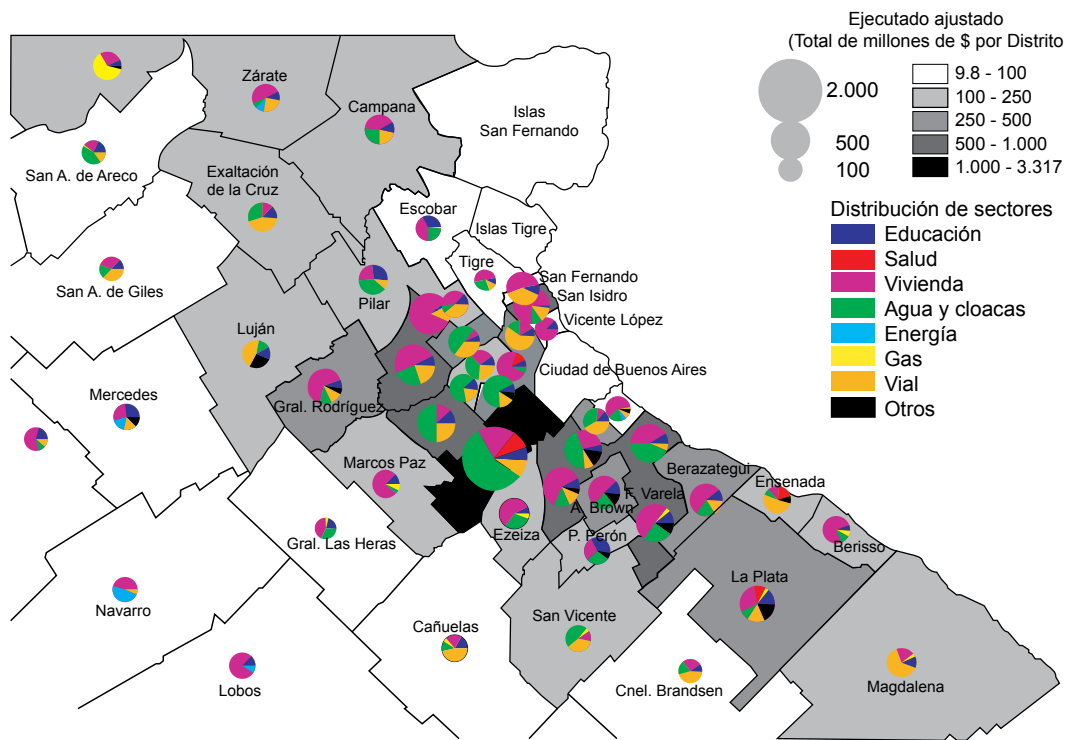 Ejecutado ajustado
(Total de millones de $ por Distrito
2.000
500
100
9.8 - 100
100 - 250
250 - 500
500 - 1.000
1.000 - 3.317
Distribución de sectores
Educación
Salud
Vivienda
Agua y cloacas
Energía
Gas
Vial
Otros
Zárate
Campana
Islas
San Fernando
San A. de Areco
Exaltación
de la Cruz
Escobar
Islas Tigre
Tigre
San A. de Giles
Pilar
San Fernando
San Isidro
Vicente López
Luján
Ciudad de Buenos Aires
Mercedes
Gral. Rodríguez
Marcos Paz
Berazategui
Ensenada
F. Varela
A. Brown
Ezeiza
P. Perón
Berisso
Gral. Las Heras
La Plata
Navarro
San Vicente
Cañuelas
Lobos
Cnel. Brandsen
Magdalena